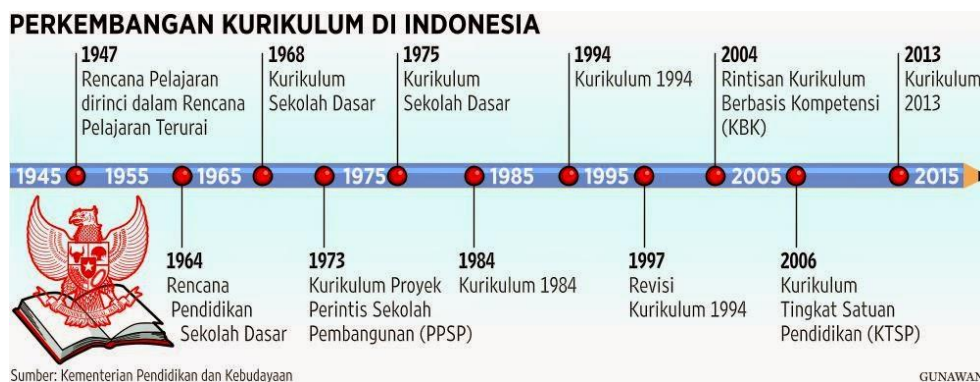 PERKEMBANGAN KURIKULUM DI INDONESIA
1947
Rencana Pelajaran
dirinci dalam Rencana
Pelajaran Terurai
1968
Kurikulum
Sekolah Dasar
1975
Kurikulum
Sekolah Dasar
1994
Kurikulum 1994
2004
Rintisan Kurikulum
Berbasis Kompetensi
(KBK)
2013
Kurikulum
2013
1945 1955 1965 1975 1985 1995 2005 2015
1964
Rencana
Pendidikan
Sekolah Dasar
1973
Kurikulum Proyek
Perintis Sekolah
Pembangunan (PPSP)
1984
Kurikulum 1984
1997
Revisi
Kurikulum 1994
2006
Kurikulum
Tingkat Satuan
Pendidikan (KTSP)
Sumber: Kementerian Pendidikan dan Kebudayaan
GUNAWAN